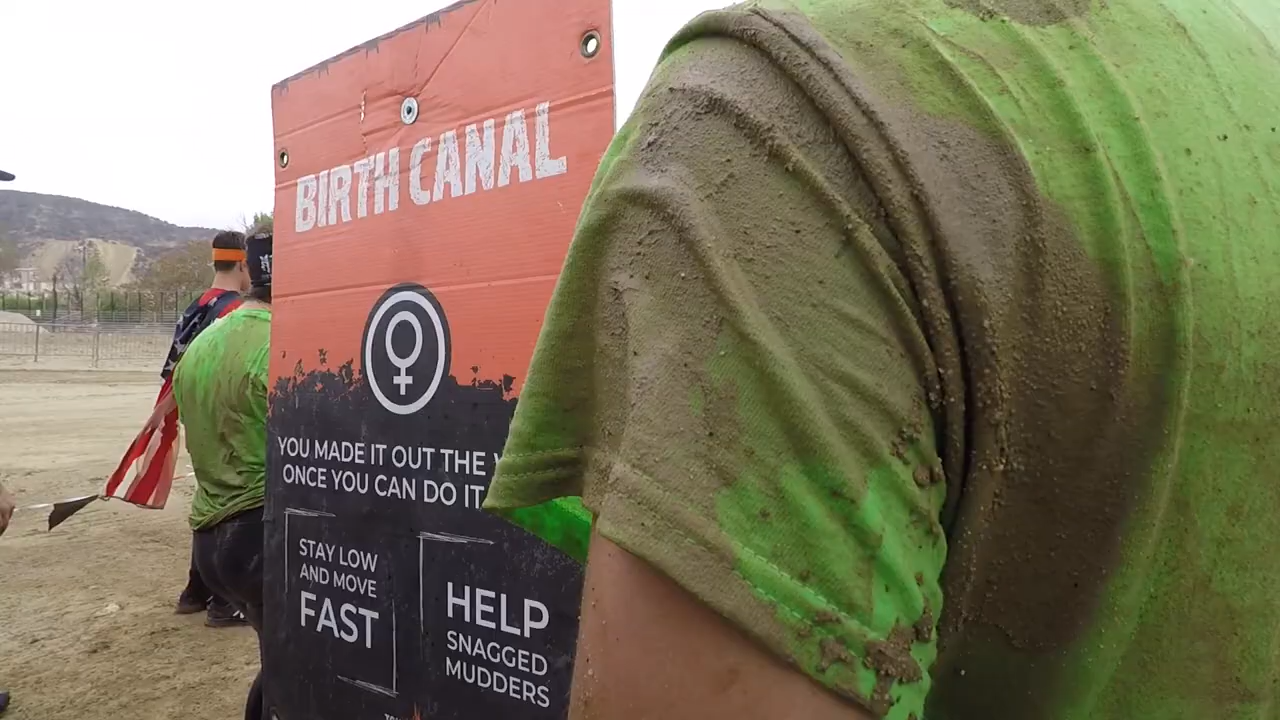 BIRTH CANAL
YOU MADE IT OUT THE
ONCE YOU CAN DO IT
STAY LOW
AND MOVE
FAST
HELP
SNAGGED
MUDDERS